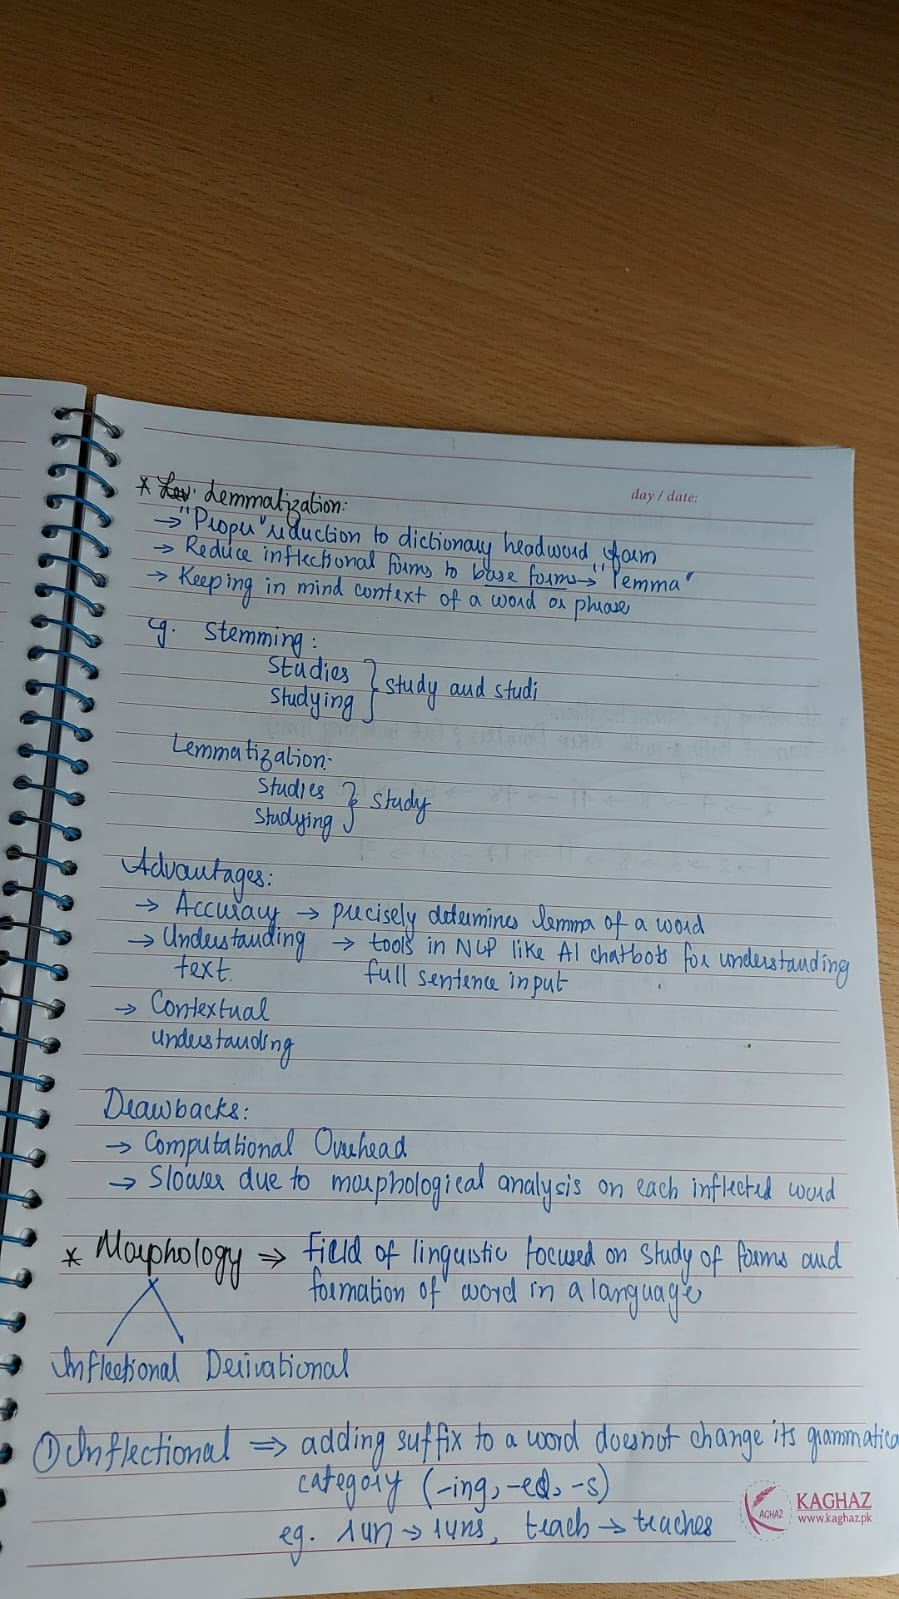 day / date:
* Lemmatization:
→ "Proper" reduction to dictionary headword form
→ Reduce inflectional forms to base forms → "lemma"
→ Keeping in mind context of a word or phrase
eg. Stemming:
Studies
Studying } study and studi
Lemmatization:
Studies
Studying } study
Advantages:
→ Accuracy → precisely determines lemma of a word
→ Understanding → tools in NLP like AI chatbots for understanding
text. full sentence input
→ Contextual
understanding
Drawbacks:
→ Computational Overhead
→ Slower due to morphological analysis on each inflected word
* Morphology ⇒ field of linguistic focused on study of forms and
formation of word in a language
Inflectional Derivational
① Inflectional ⇒ adding suffix to a word doesnot change its grammatica
category (-ing, -ed, -s)
eg. run → runs, teach → teaches
KAGHAZ
KAGHAZ
www.kaghaz.pk